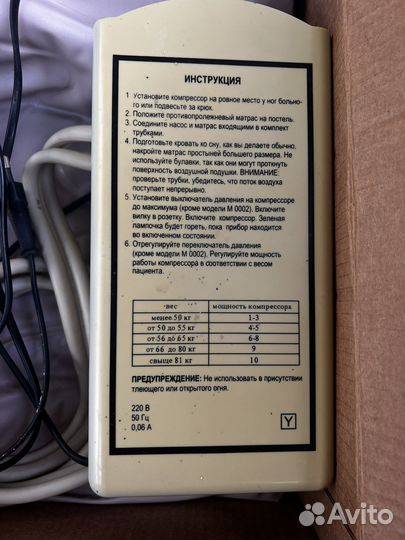 ИНСТРУКЦИЯ
1 Установите компрессор на ровное место у ног больно-
го или подвесьте за крюк.
2. Положите противопролежневый матрас на постель.
3. Соедините насос и матрас входящими в комплект
трубками.
4. Подготовьте кровать ко сну, как вы делаете обычно,
накройте матрас простыней большего размера. Не
используйте булавки, так как они могут проткнуть
поверхность воздушной подушки. ВНИМАНИЕ
проверьте трубки, убедитесь, что поток воздуха
поступает непрерывно.
5. Установите выключатель давления на компрессоре
до максимума (кроме модели М 0002). Включите
вилку в розетку. Включите компрессор. Зеленая
лампочка будет гореть, пока прибор находится
во включенном состоянии.
6. Отрегулируйте переключатель давления
(кроме модели М 0002). Регулируйте мощность
работы компрессора в соответствии с весом
пациента.
вес мощность компрессора
менее 50 кг 1-3
от 50 до 55 кг 4-5
от 56 до 65 кг 6-8
от 66 до 80 кг 9
свыше 81 кг 10
ПРЕДУПРЕЖДЕНИЕ: Не использовать в присутствии
тлеющего или открытого огня.
220 В
50 Гц
0,06 А
Y
Avito